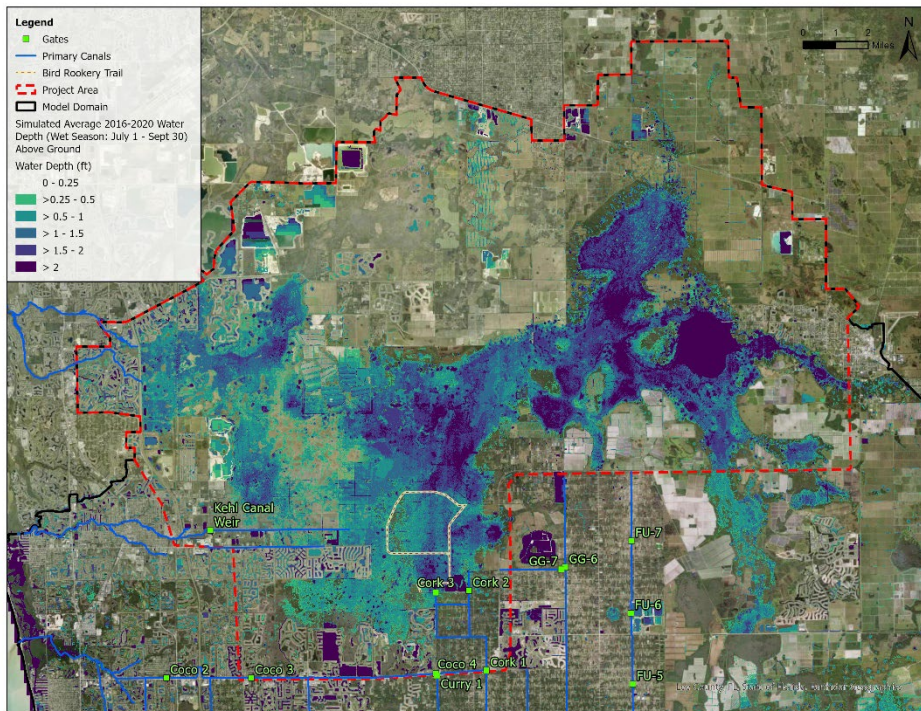 Legend
Gates
Primary Canals
Bird Rookery Trail
Project Area
Model Domain
Simulated Average 2016-2020 Water
Depth (Wet Season: July 1 - Sept 30)
Above Ground
Water Depth (ft)
0 - 0.25
>0.25 - 0.5
> 0.5 - 1
> 1 - 1.5
> 1.5 - 2
> 2
0 1 2
Miles
N
Kehl Canal
Weir
FU-7
GG-7 GG-6
Cork 3 Cork 2
FU-6
Coco 2 Coco 3 Coco 4 Cork 1
Curry 1
FU-5